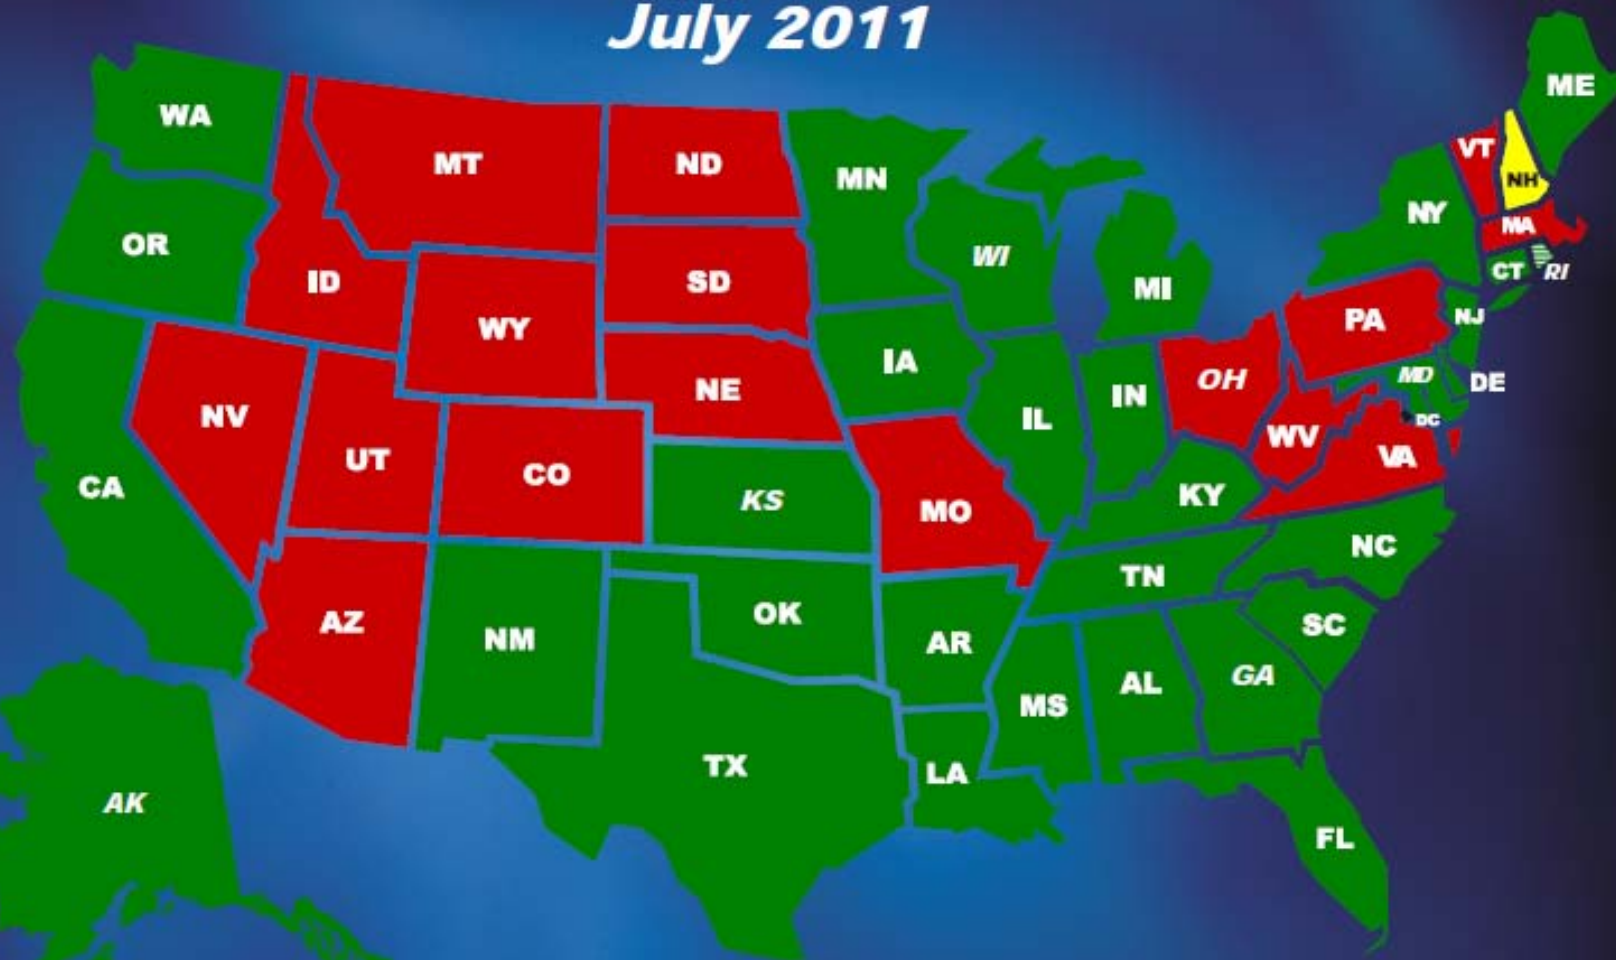 July 2011
ME
WA
VT
MT
ND
MN
NH
NY
MA
OR
WI
CT
RI
ID
SD
MI
WY
PA
NJ
IA
OH
MD
DE
NE
IN
NV
IL
DC
WV
VA
UT
CO
CA
KS
KY
MO
NC
TN
AZ
OK
SC
NM
AR
GA
AL
MS
TX
LA
AK
FL